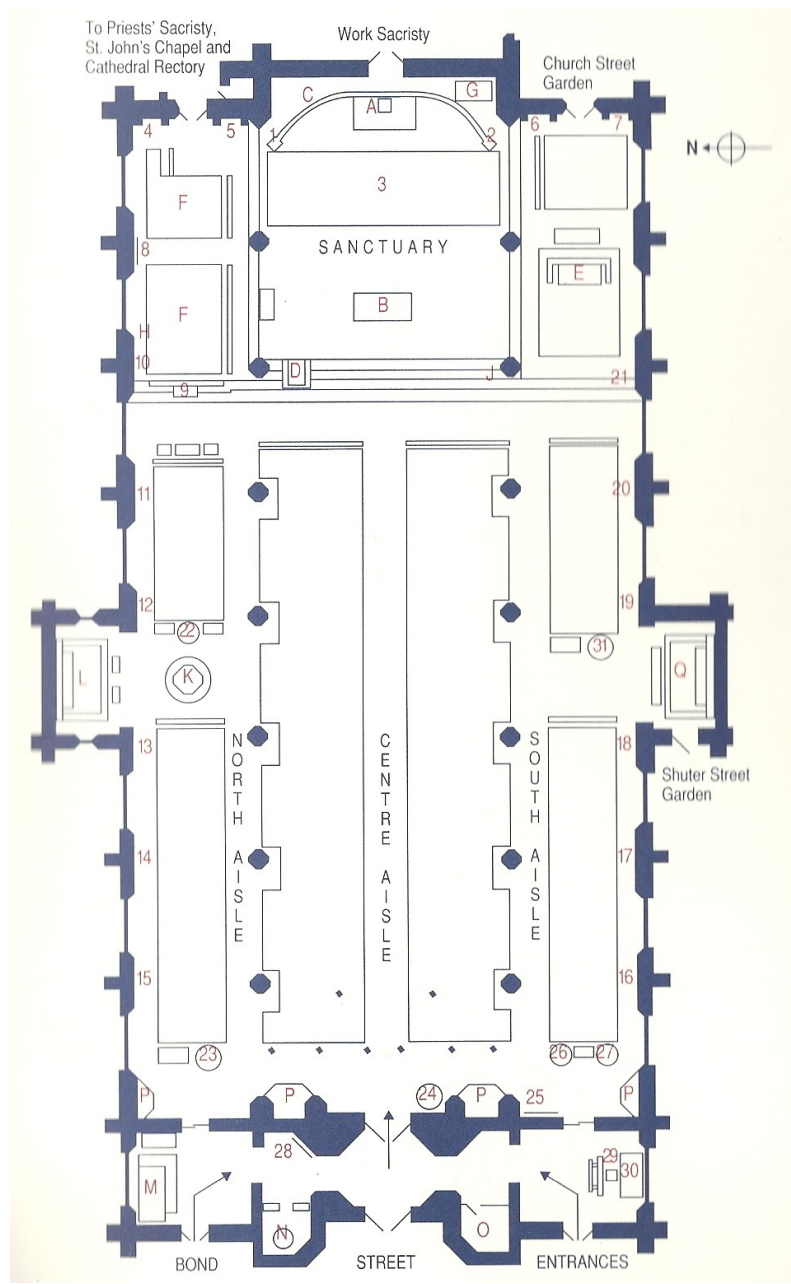 To Priests' Sacristy,
St. John's Chapel and
Cathedral Rectory
Work Sacristy
Church Street
Garden
C
A
G
4
5
1
2
6
7
N
3
F
8
SANCTUARY
E
F
B
H
10
D
J
9
21
11
20
12
19
22
31
L
K
Q
13
NORTH AISLE
CENTRE AISLE
SOUTH AISLE
18
Shuter Street
Garden
14
17
15
16
23
26
27
P
P
24
P
25
P
28
29
30
M
N
O
BOND
STREET
ENTRANCES